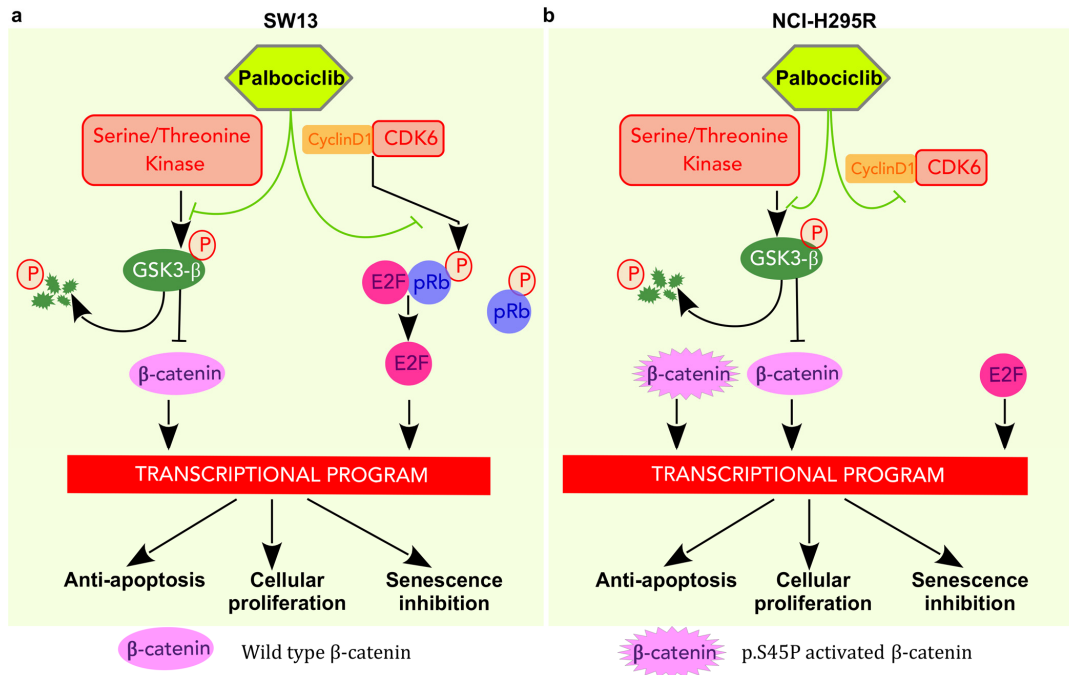 a
SW13
Palbociclib
Serine/Threonine
Kinase
CyclinD1
CDK6
P
GSK3-β
P
P
E2F
pRb
P
pRb
β-catenin
E2F
TRANSCRIPTIONAL PROGRAM
Anti-apoptosis
Cellular
proliferation
Senescence
inhibition
β-catenin
Wild type β-catenin
b
NCI-H295R
Palbociclib
Serine/Threonine
Kinase
CyclinD1
CDK6
P
GSK3-β
P
β-catenin
β-catenin
E2F
TRANSCRIPTIONAL PROGRAM
Anti-apoptosis
Cellular
proliferation
Senescence
inhibition
β-catenin
p.S45P activated β-catenin